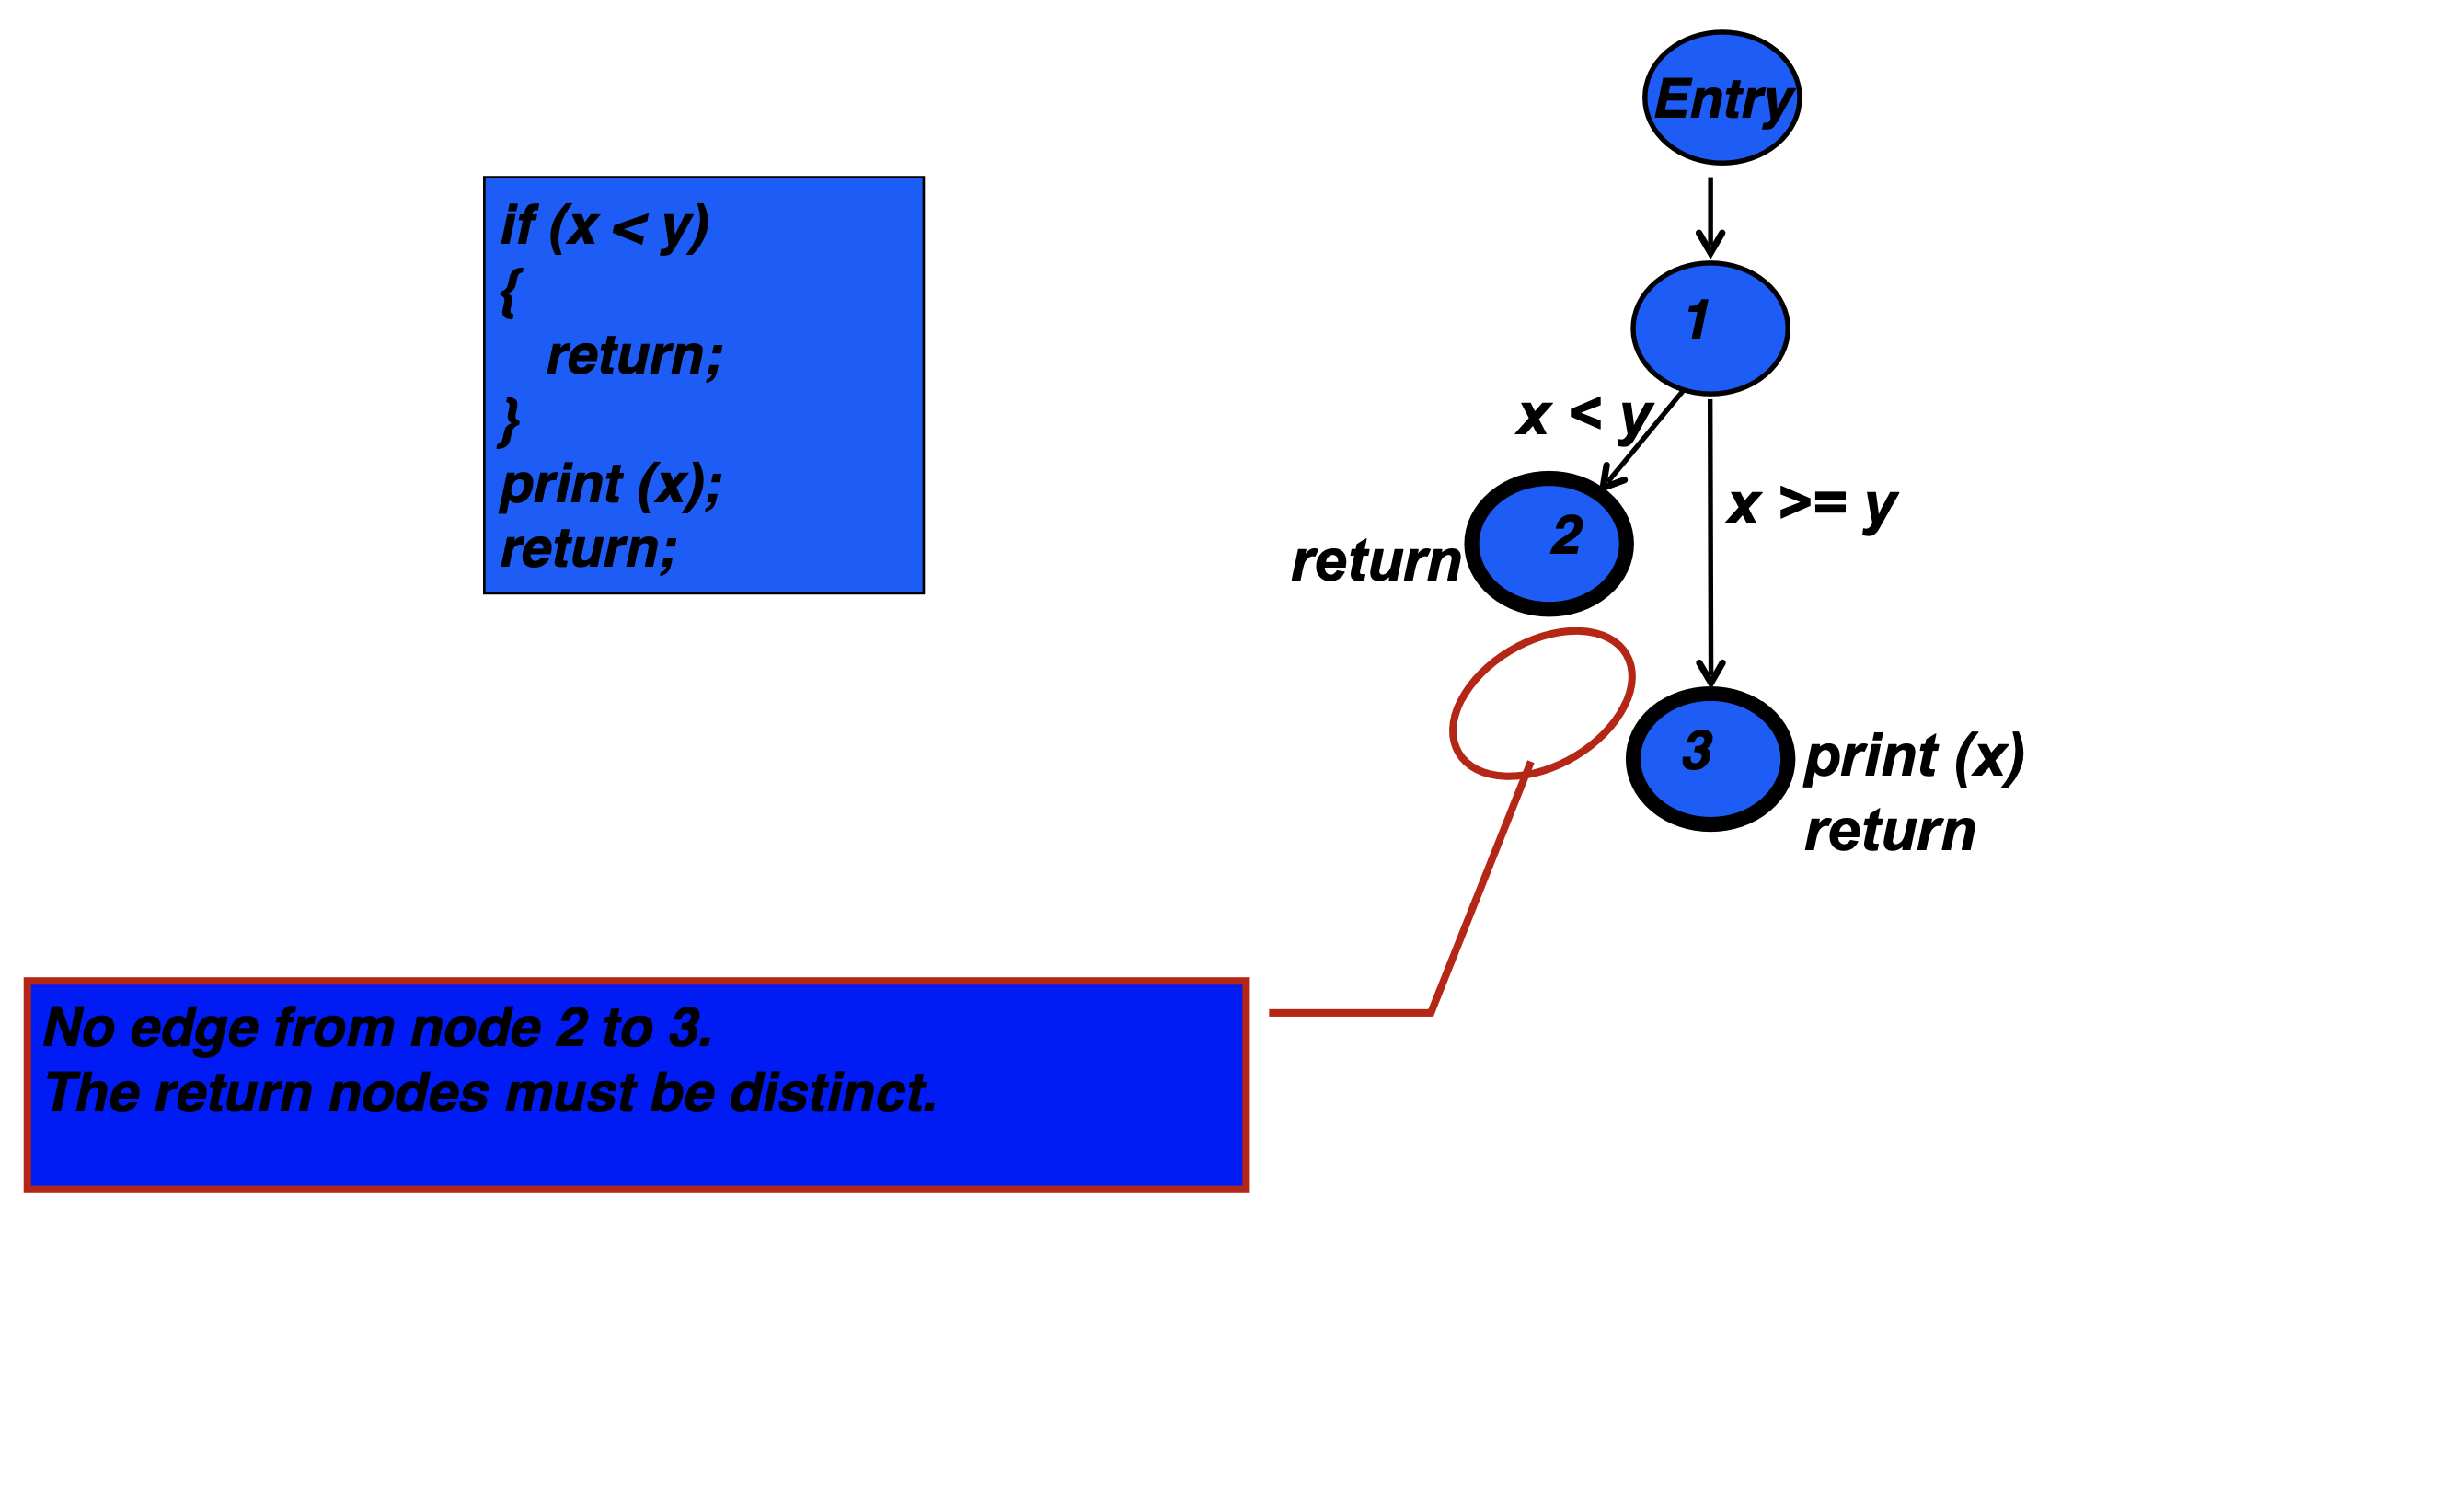 if (x < y)
{
return;
}
print (x);
return;
Entry
1
x < y
x >= y
2
return
3
print (x)
return
No edge from node 2 to 3.
The return nodes must be distinct.